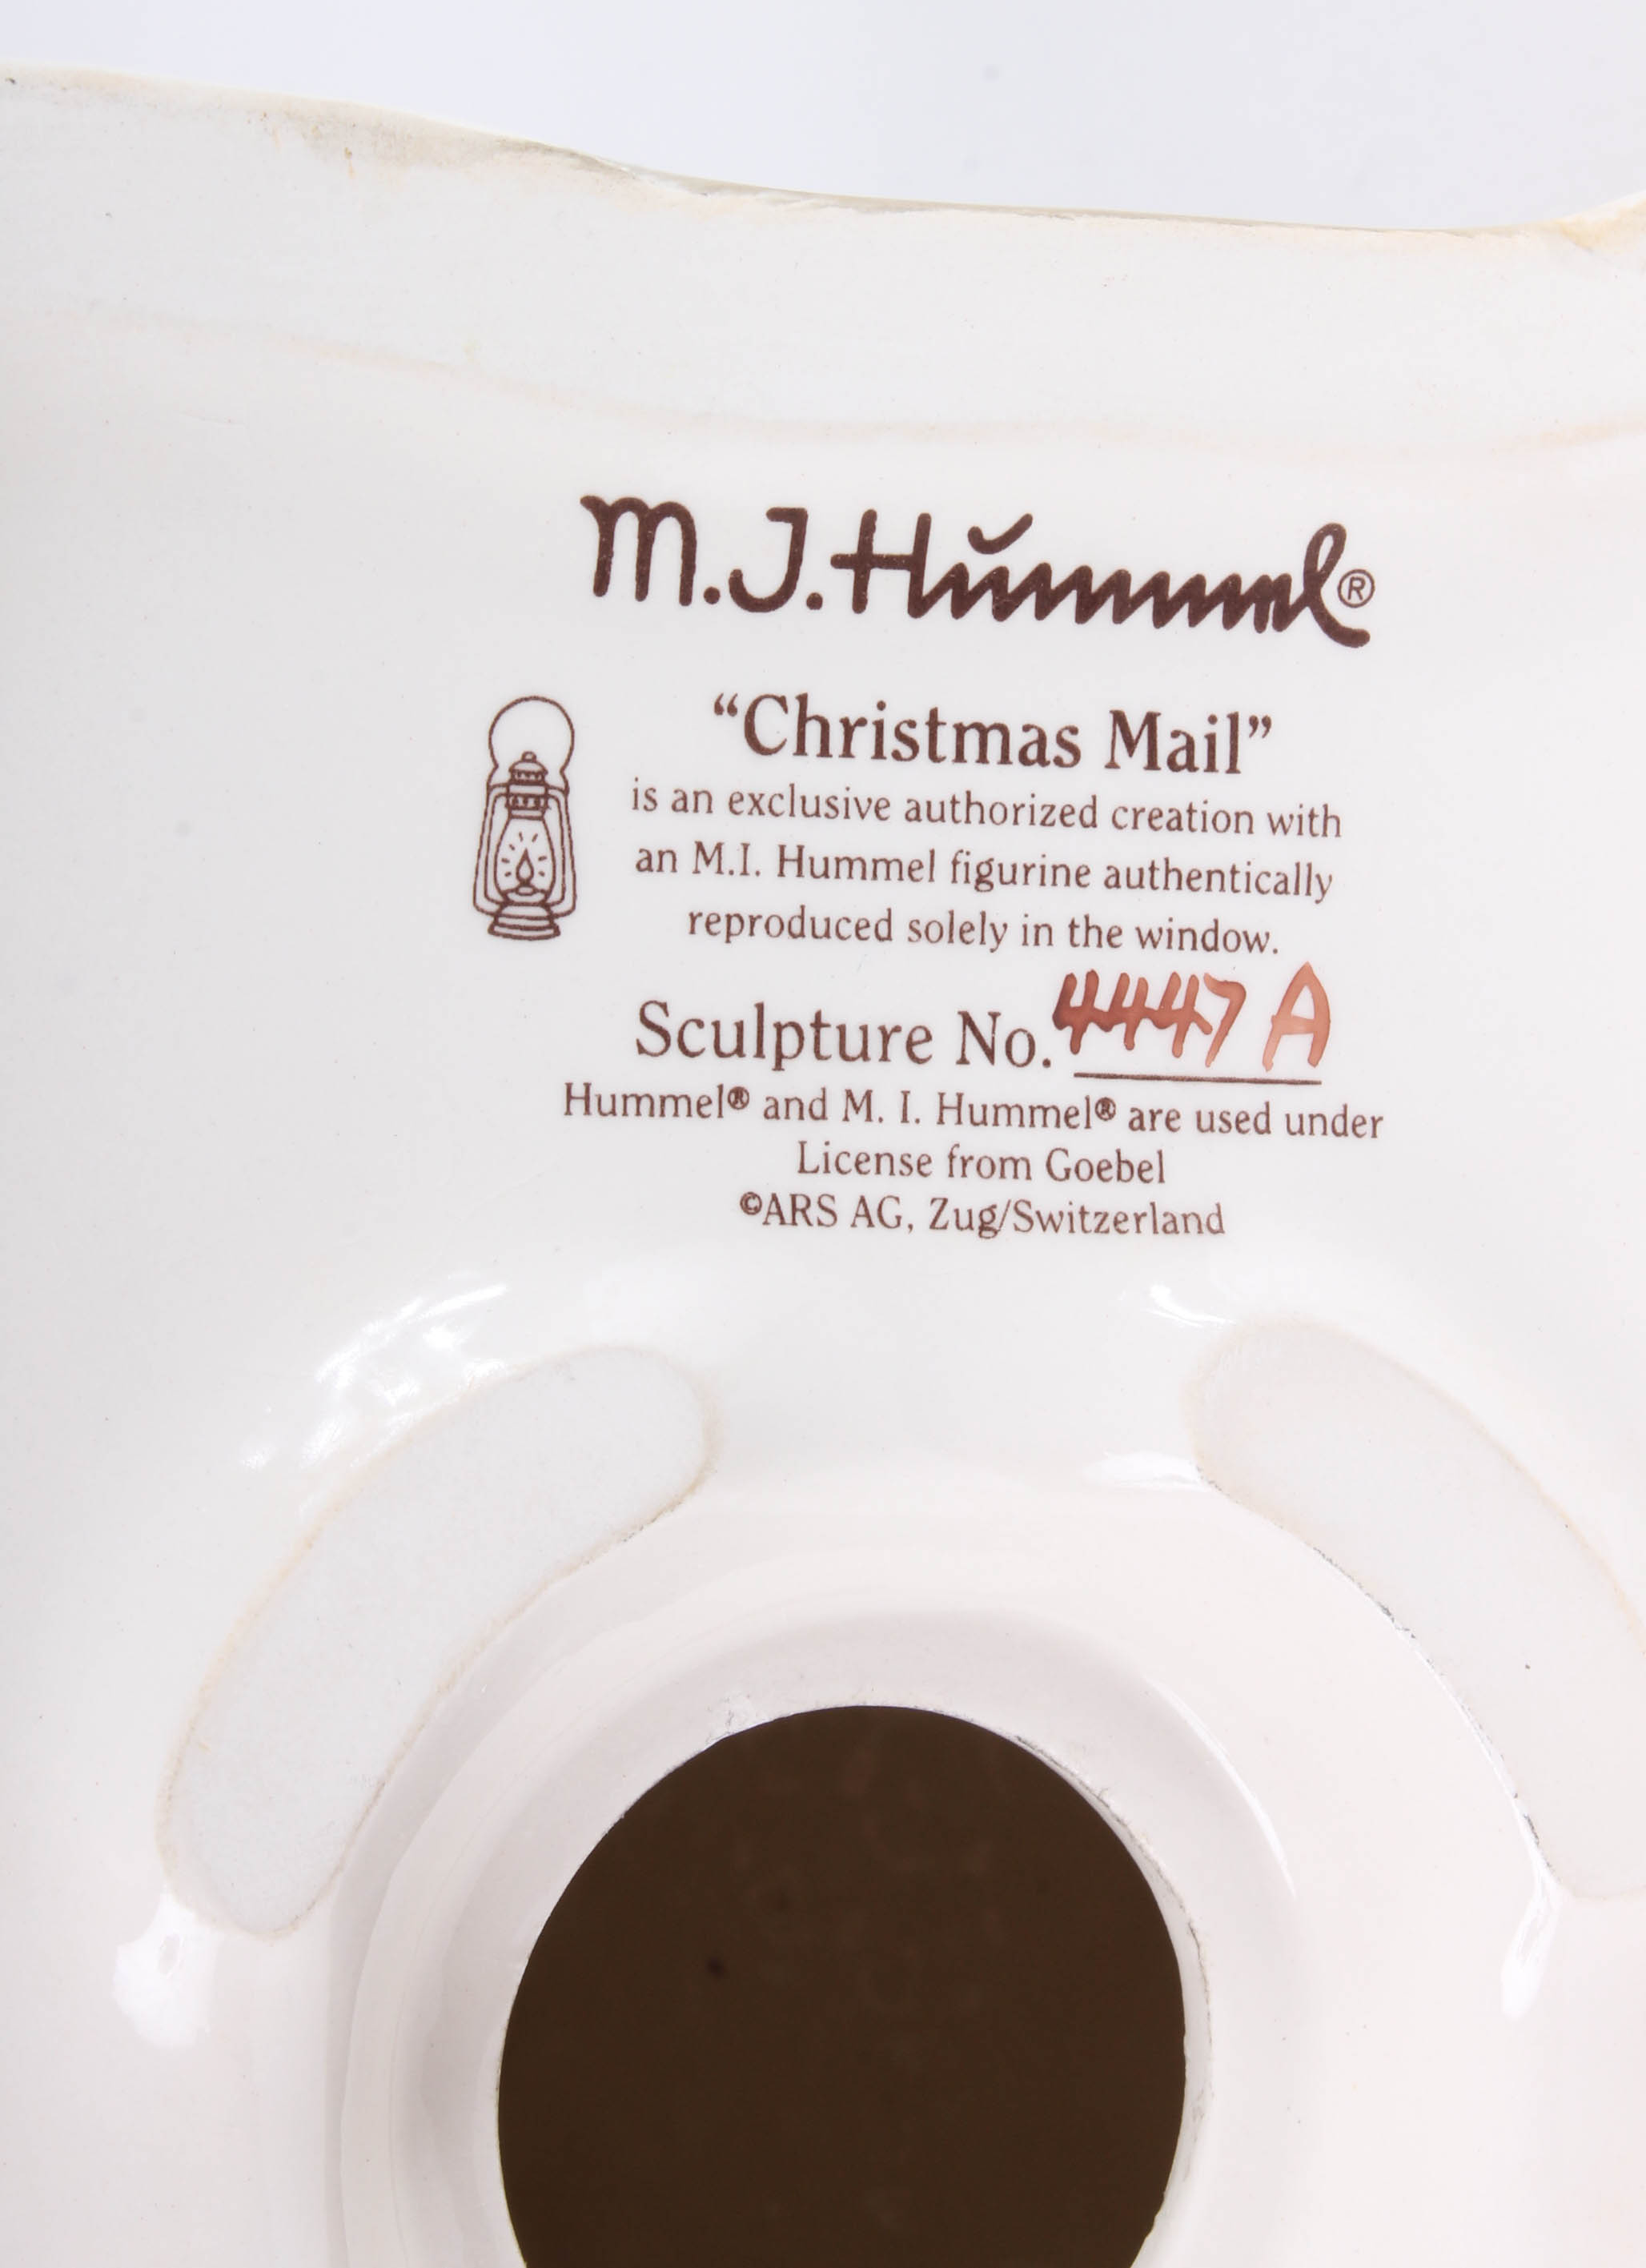 M.J.Hummel®
“Christmas Mail”
is an exclusive authorized creation with
an M.I. Hummel figurine authentically
reproduced solely in the window.
Sculpture No. 4447 A
Hummel® and M. I. Hummel® are used under
License from Goebel
©ARS AG, Zug/Switzerland